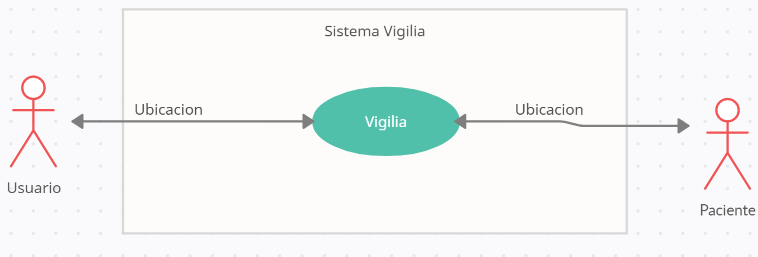 Sistema Vigilia
Ubicacion
Ubicacion
Vigilia
Usuario
Paciente